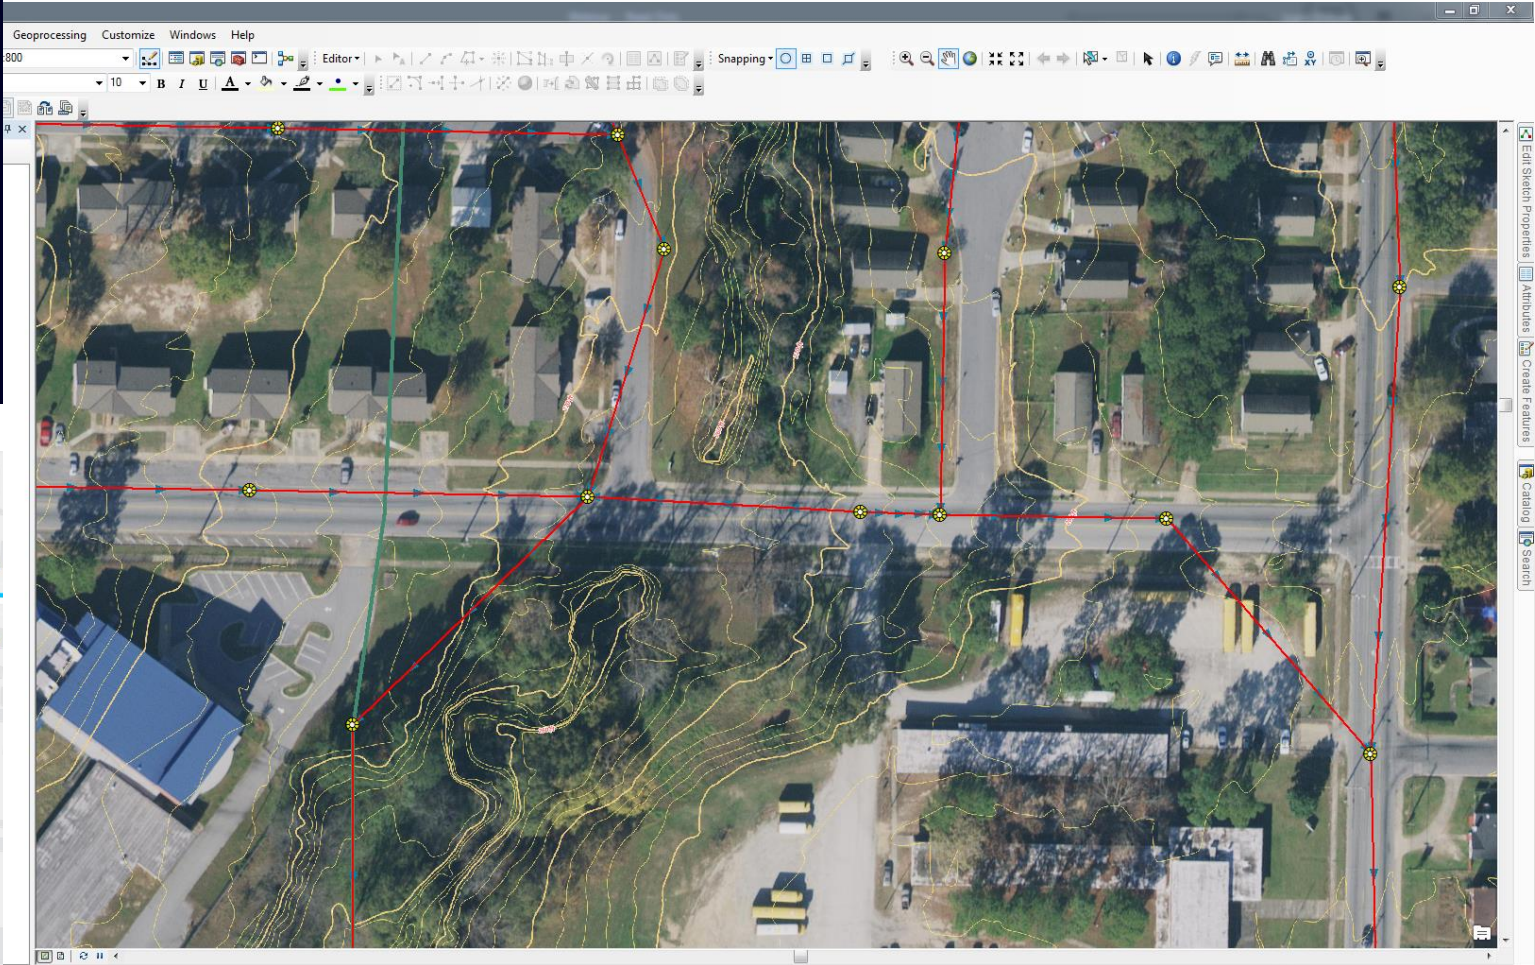 Geoprocessing Customize Windows Help
:800 Editor Snapping
10 B I U A
Edit Sketch Properties
Attributes
Create Features
Catalog
Search